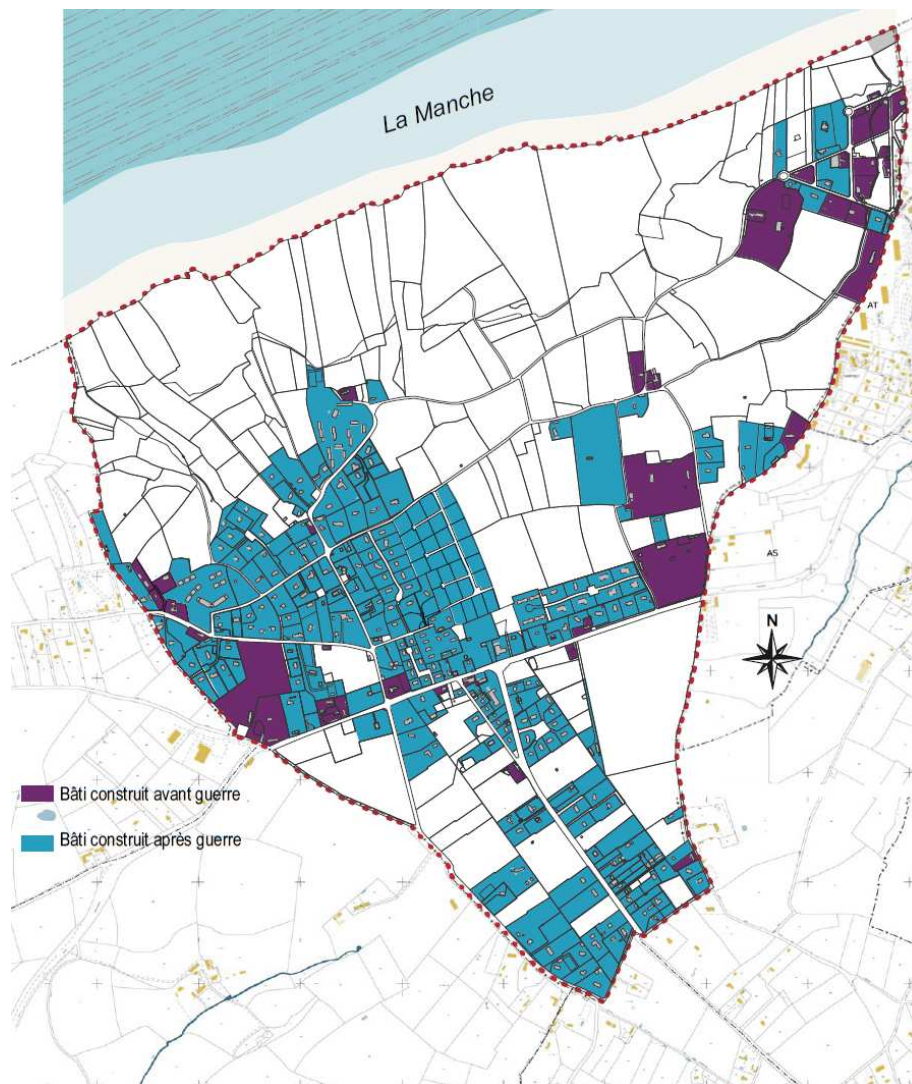 La Manche
AT
AS
N
Bâti construit avant guerre
Bâti construit après guerre